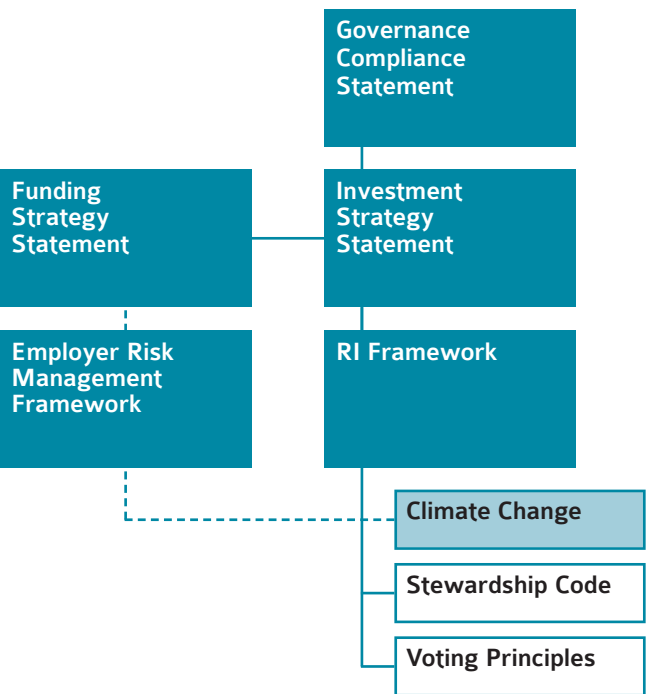 Governance
Compliance
Statement
Funding
Strategy
Statement
Investment
Strategy
Statement
Employer Risk
Management
Framework
RI Framework
Climate Change
Stewardship Code
Voting Principles